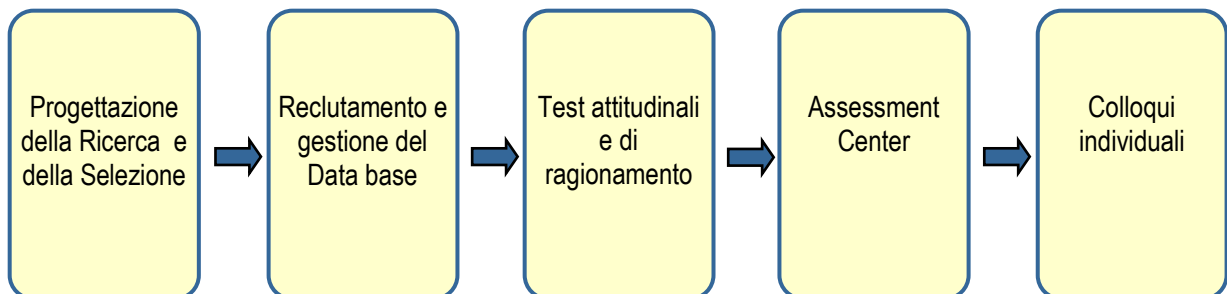 Progettazione
della Ricerca e
della Selezione
Reclutamento e
gestione del
Data base
Test attitudinali
e di
ragionamento
Assessment
Center
Colloqui
individuali